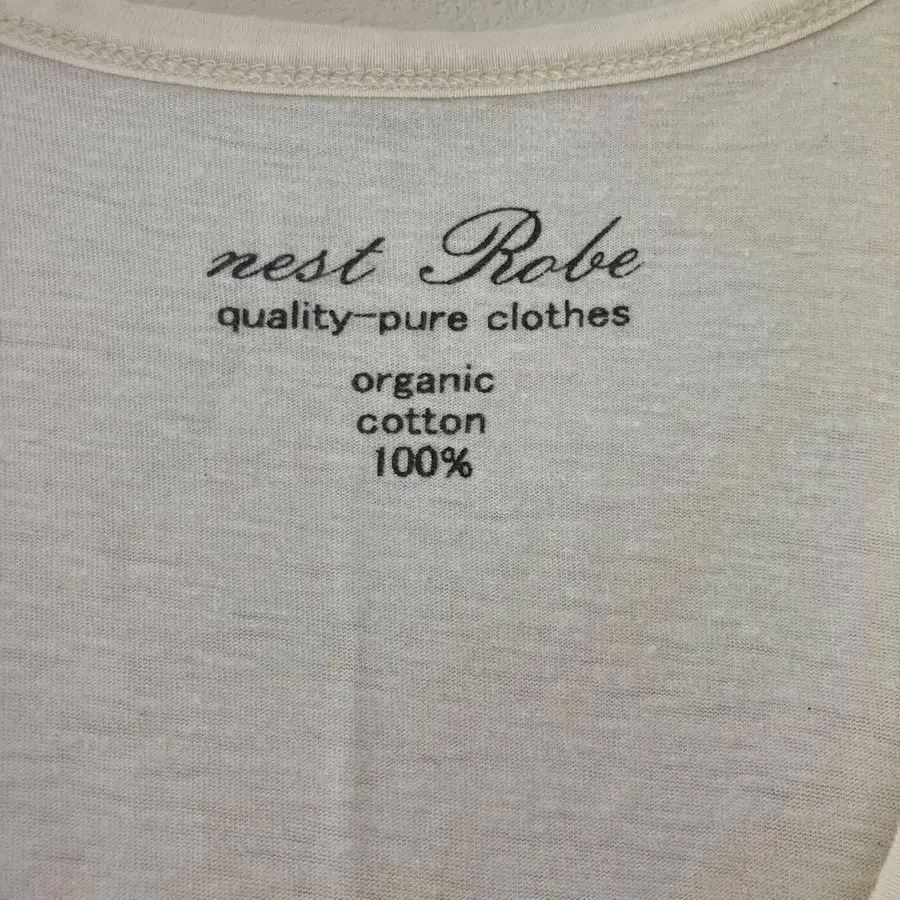 nest Robe
quality-pure clothes
organic
cotton
100%